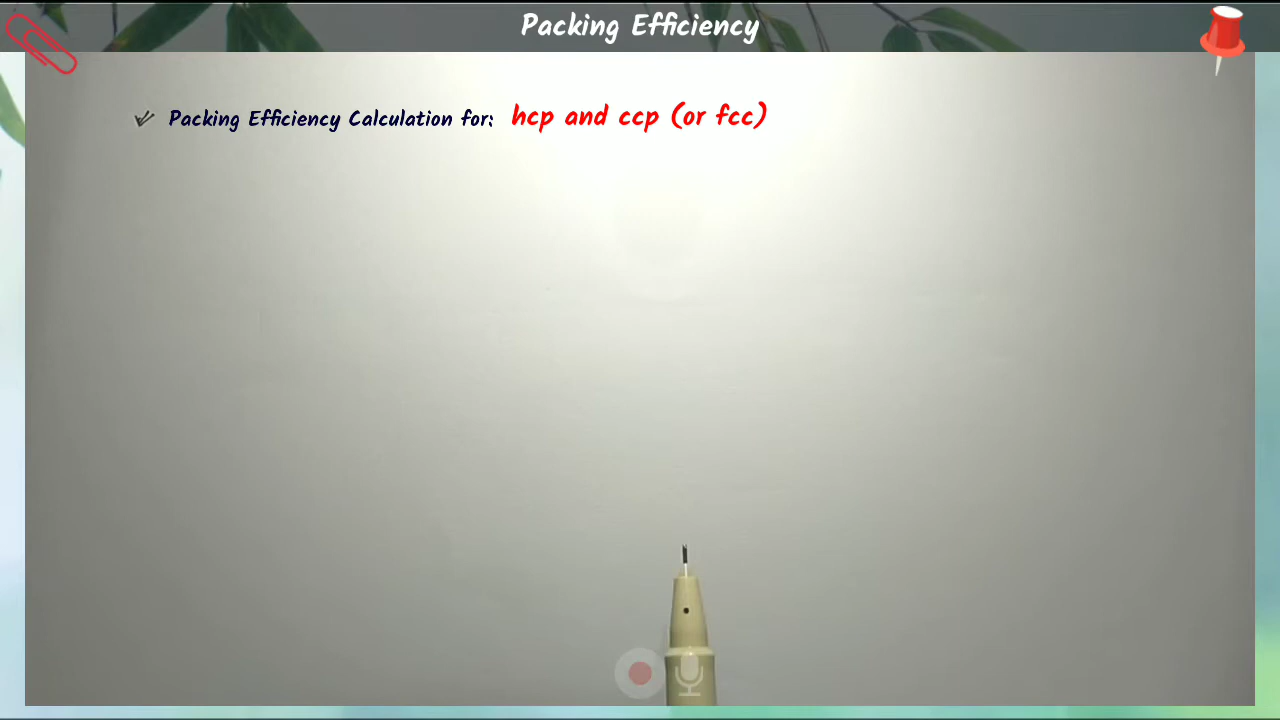 Packing Efficiency
Packing Efficiency Calculation for: hcp and ccp (or fcc)